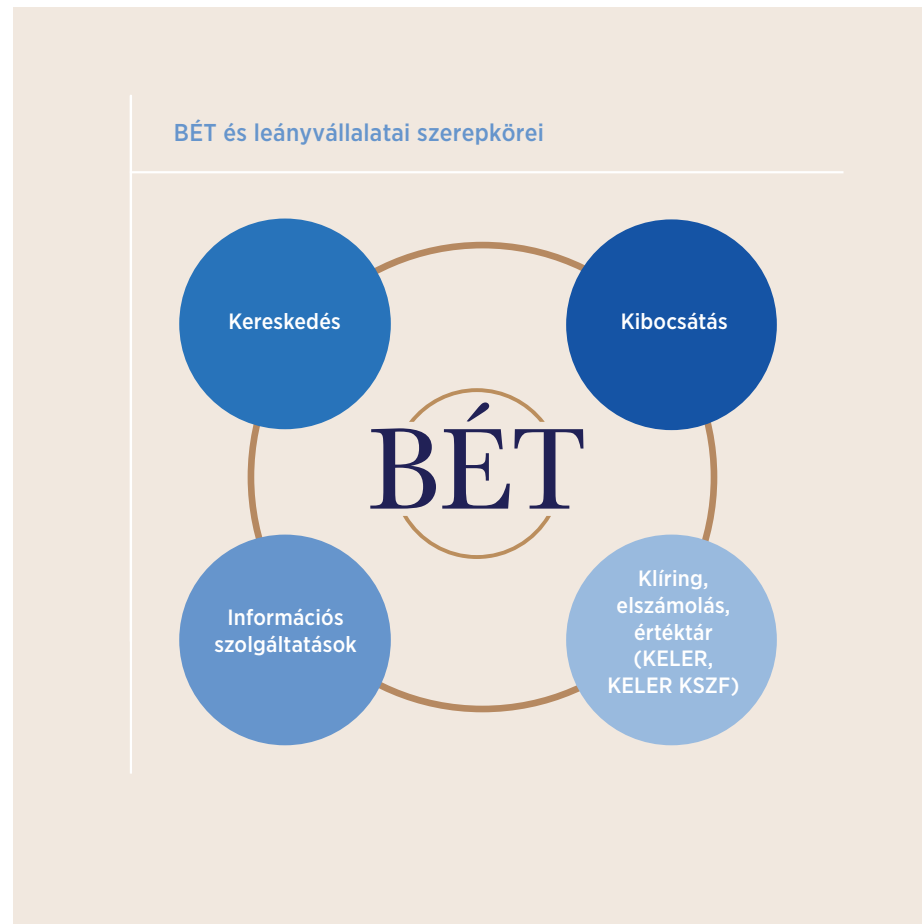 BÉT és leányvállalatai szerepkörei
Kereskedés
Kibocsátás
BÉT
Információs
szolgáltatások
Klíring,
elszámolás,
értéktár
(KELER,
KELER KSZF)